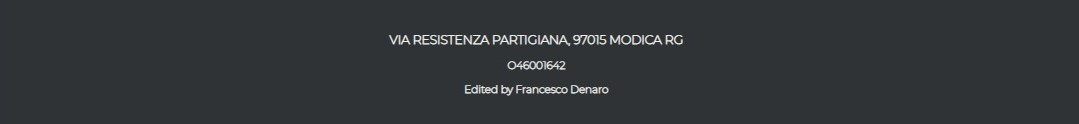 VIA RESISTENZA PARTIGIANA, 97015 MODICA RG
O46001642
Edited by Francesco Denaro